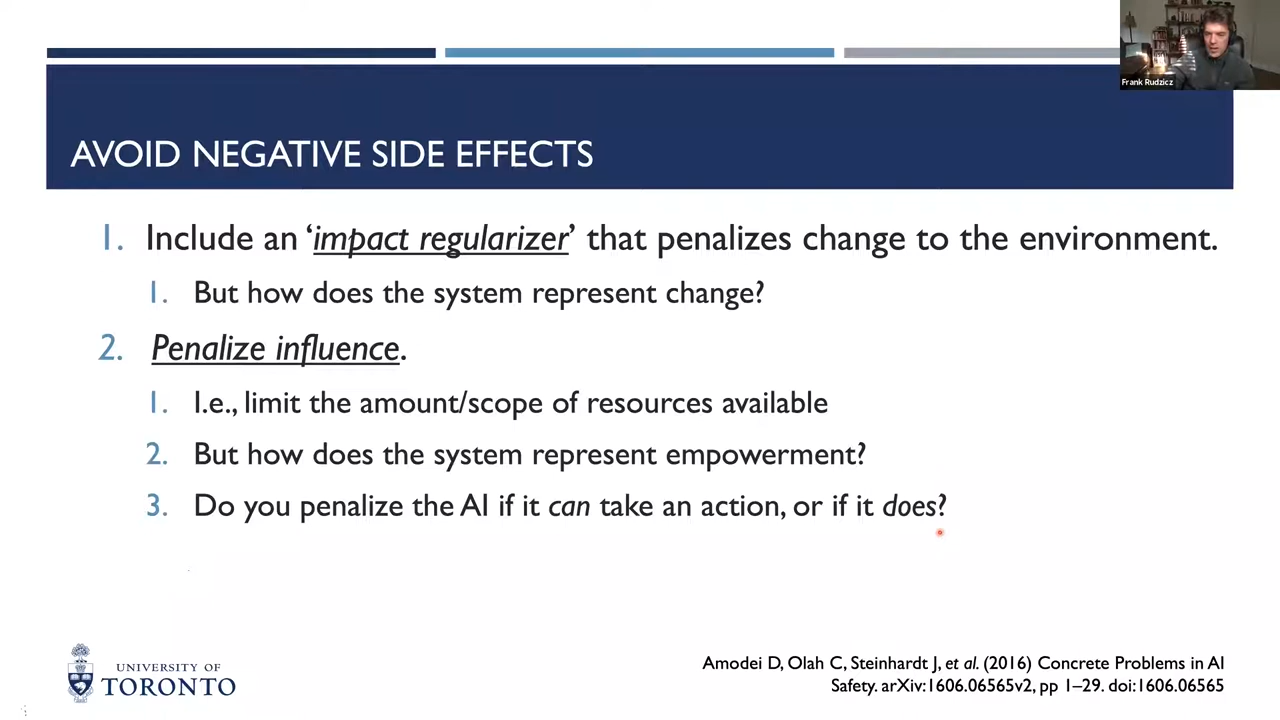 Frank Rudzicz
AVOID NEGATIVE SIDE EFFECTS
1. Include an ‘impact regularizer’ that penalizes change to the environment.
1. But how does the system represent change?
2. Penalize influence.
1. I.e., limit the amount/scope of resources available
2. But how does the system represent empowerment?
3. Do you penalize the AI if it can take an action, or if it does?
UNIVERSITY OF
TORONTO
Amodei D, Olah C, Steinhardt J, et al. (2016) Concrete Problems in AI
Safety. arXiv:1606.06565v2, pp 1–29. doi:1606.06565